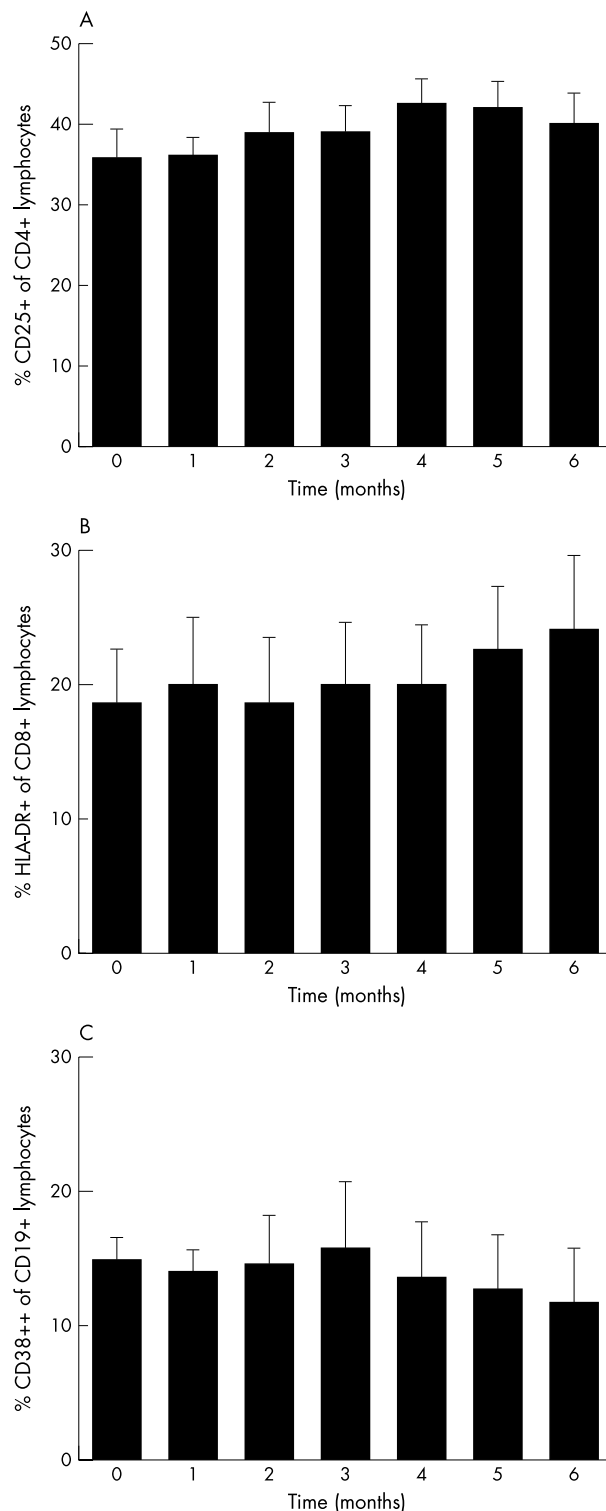 A
50
40
30
20
10
0
% CD25+ of CD4+ lymphocytes
0 1 2 3 4 5 6
Time (months)
B
30
20
10
0
% HLA-DR+ of CD8+ lymphocytes
0 1 2 3 4 5 6
Time (months)
C
30
20
10
0
% CD38++ of CD19+ lymphocytes
0 1 2 3 4 5 6
Time (months)